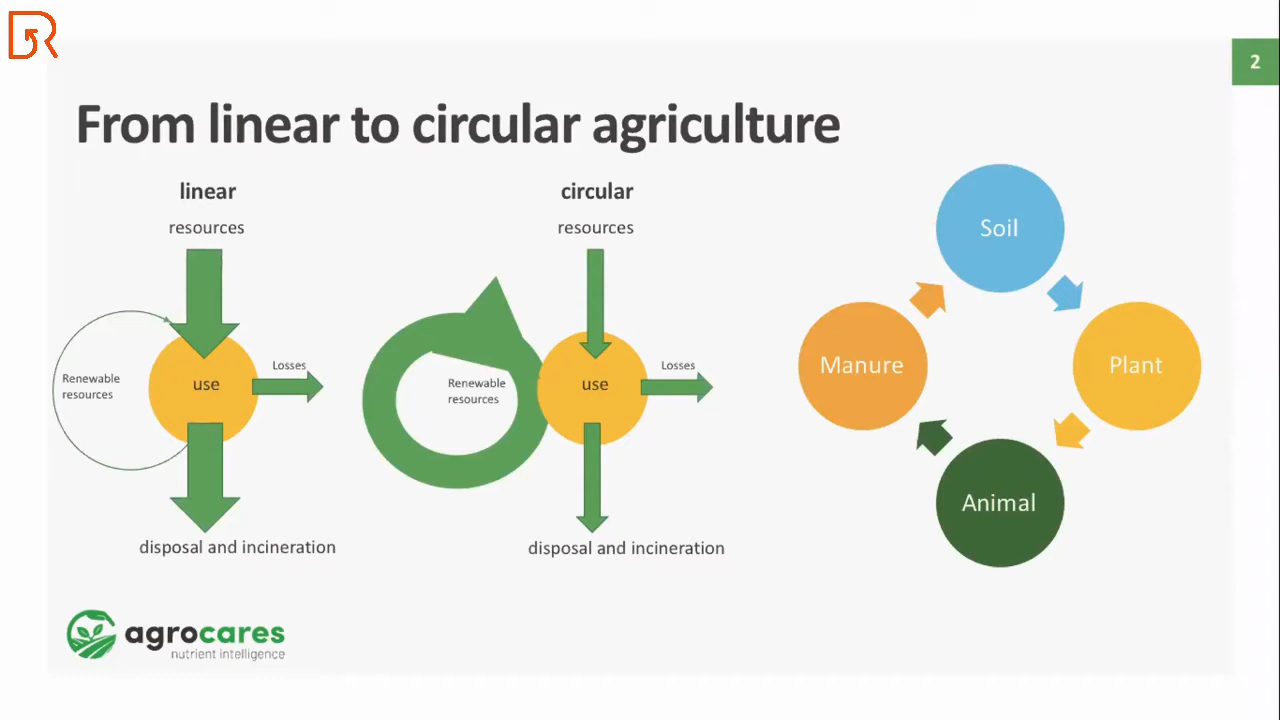 2
From linear to circular agriculture
linear
resources
Renewable
resources
use
Losses
disposal and incineration
circular
resources
Renewable
resources
use
Losses
disposal and incineration
Soil
Plant
Animal
Manure
agrocares
nutrient intelligence